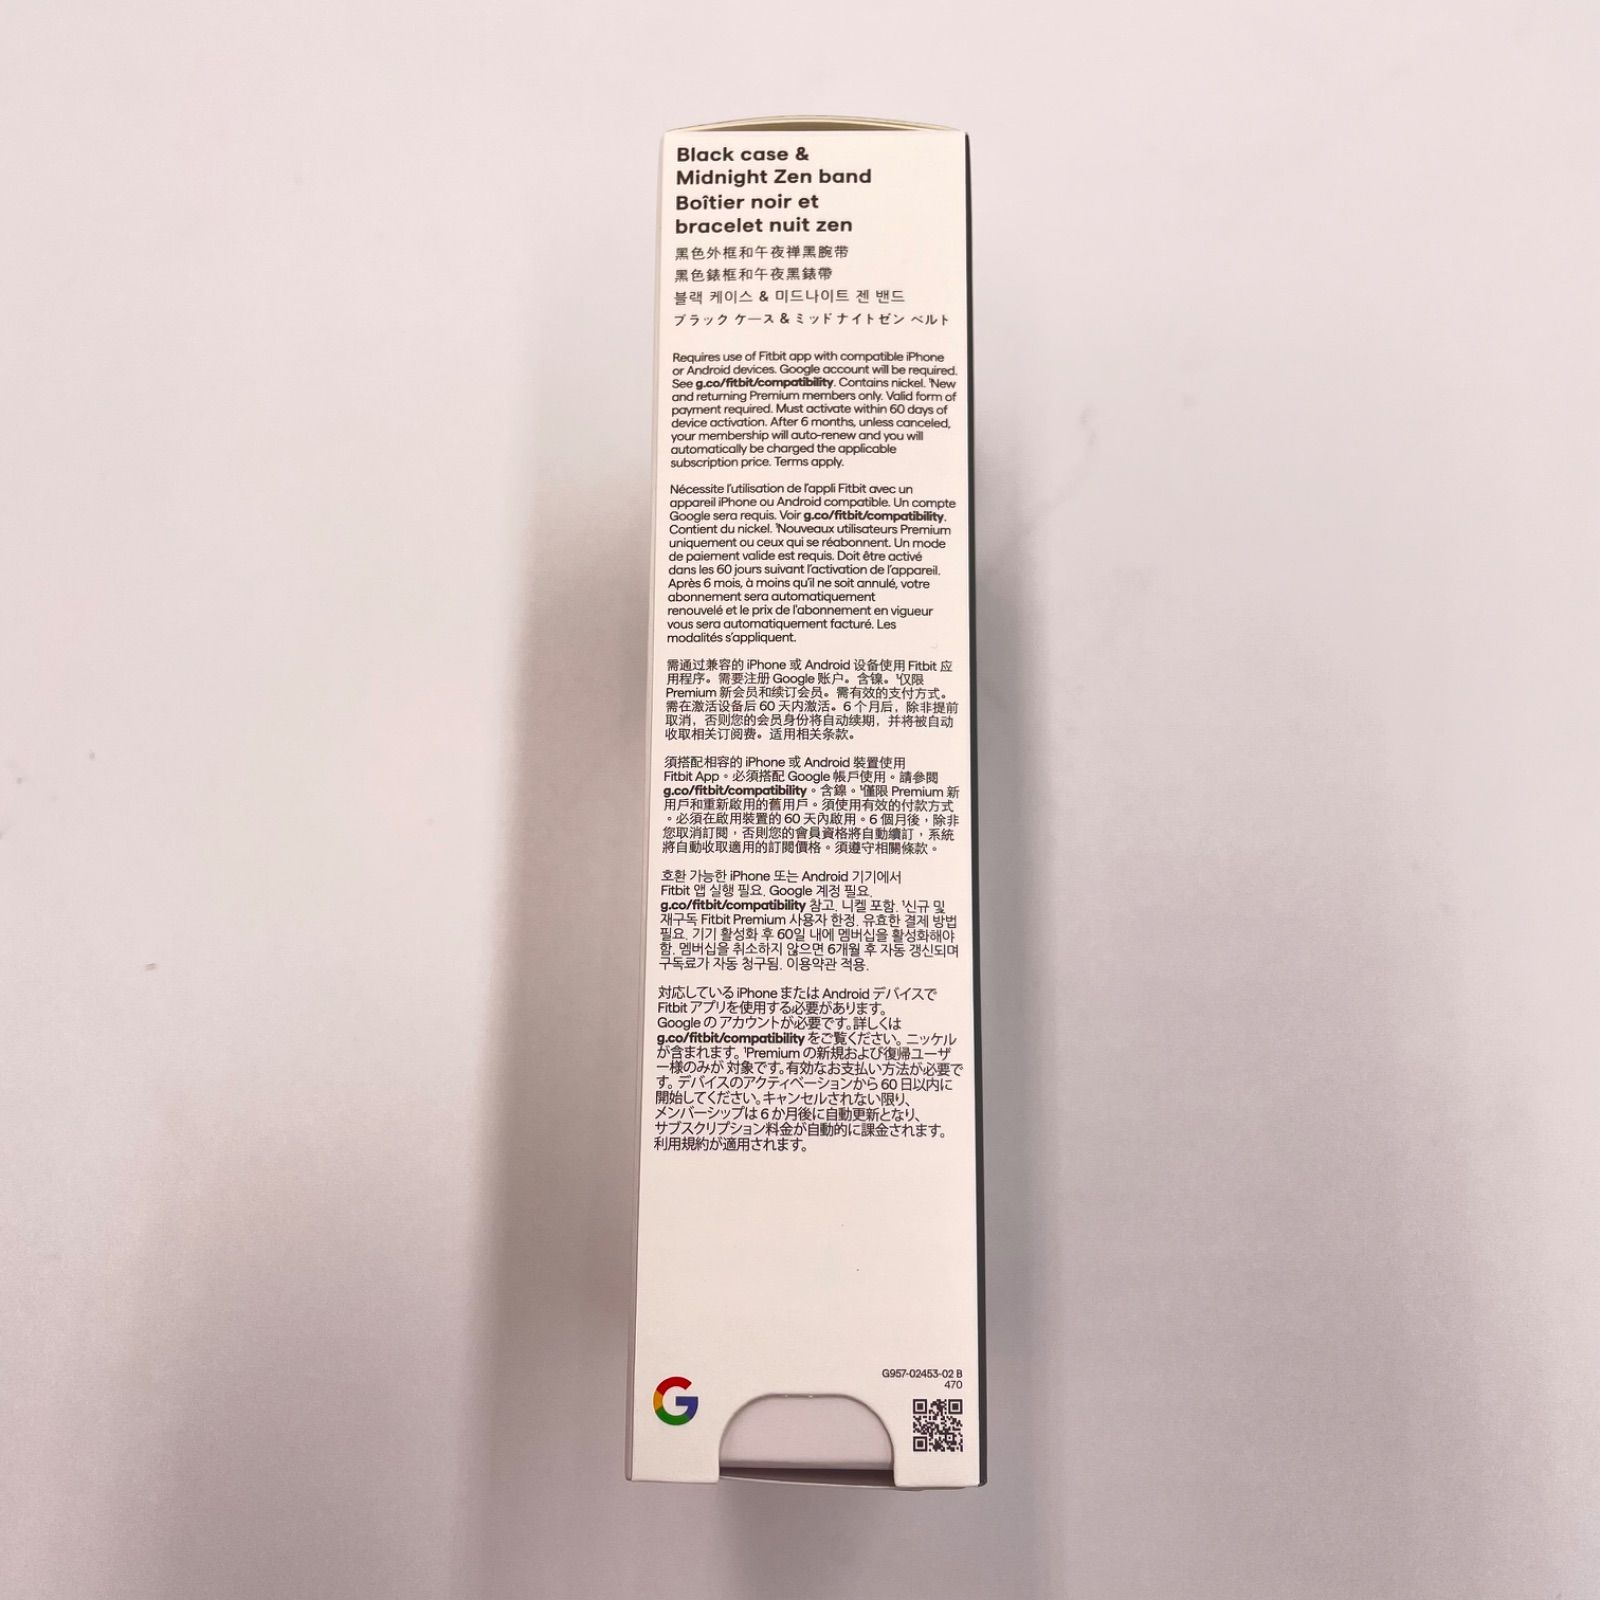 Black case &
Midnight Zen band
Boîtier noir et
bracelet nuit zen
黑色外框和午夜禅黑腕带
黑色錶框和午夜黑錶帶
블랙 케이스 & 미드나이트 젠 밴드
ブラック ケース & ミッド ナイトゼン ベルト
Requires use of Fitbit app with compatible iPhone
or Android devices. Google account will be required.
See g.co/fitbit/compatibility. Contains nickel. ¹New
and returning Premium members only. Valid form of
payment required. Must activate within 60 days of
device activation. After 6 months, unless canceled,
your membership will auto-renew and you will
automatically be charged the applicable
subscription price. Terms apply.
Nécessite l'utilisation de l'appli Fitbit avec un
appareil iPhone ou Android compatible. Un compte
Google sera requis. Voir g.co/fitbit/compatibility.
Contient du nickel. ¹Nouveaux utilisateurs Premium
uniquement ou ceux qui se réabonnent. Un mode
de paiement valide est requis. Doit être activé
dans les 60 jours suivant l'activation de l'appareil.
Après 6 mois, à moins qu'il ne soit annulé, votre
abonnement sera automatiquement
renouvelé et le prix de l'abonnement en vigueur
vous sera automatiquement facturé. Les
modalités s'appliquent.
需通过兼容的 iPhone 或 Android 设备使用 Fitbit 应
用程序。需要注册 Google 账户。含镍。¹仅限
Premium 新会员和续订会员。需有效的支付方式。
需在激活设备后 60 天内激活。6 个月后，除非提前
取消，否则您的会员身份将自动续期，并将被自动
收取相关订阅费。适用相关条款。
須搭配相容的 iPhone 或 Android 裝置使用
Fitbit App。必須搭配 Google 帳戶使用。請參閱
g.co/fitbit/compatibility。含鎳。¹僅限 Premium 新
用戶和重新啟用的舊用戶。須使用有效的付款方式
。必須在啟用裝置的 60 天內啟用。6 個月後，除非
您取消訂閱，否則您的會員資格將自動續訂，系統
將自動收取適用的訂閱價格。須遵守相關條款。
호환 가능한 iPhone 또는 Android 기기에서
Fitbit 앱 실행 필요. Google 계정 필요.
g.co/fitbit/compatibility 참고. 니켈 포함. ¹신규 및
재구독 Fitbit Premium 사용자 한정. 유효한 결제 방법
필요. 기기 활성화 후 60일 내에 멤버십을 활성화해야
함. 멤버십을 취소하지 않으면 6개월 후 자동 갱신되며
구독료가 자동 청구됨. 이용약관 적용.
対応している iPhone または Android デバイスで
Fitbit アプリを使用する必要があります。
Google の アカウントが必要です。詳しくは
g.co/fitbit/compatibility をご覧ください。ニッケル
が含まれます。¹Premium の新規および復帰ユーザ
ー様のみが 対象です。有効なお支払い方法が必要で
す。デバイスのアクティベーションから 60 日以内に
開始してください。キャンセルされない限り、
メンバーシップは 6 か月後に自動更新となり、
サブスクリプション料金が自動的に課金されます。
利用規約が適用されます。
G957-02453-02 B
470
G